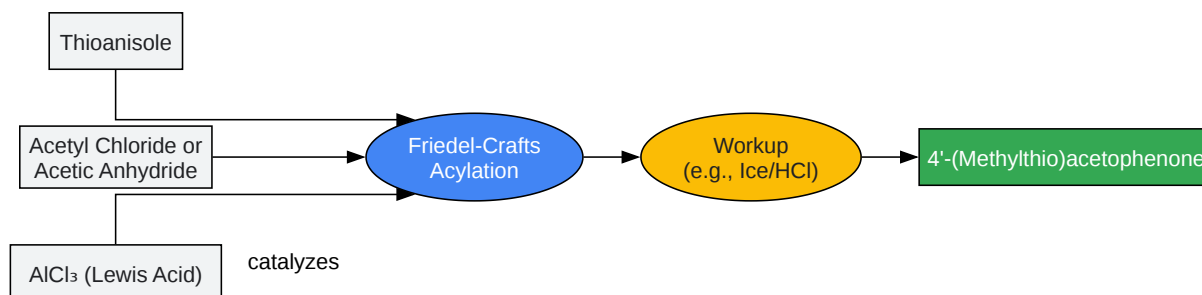 Thioanisole
Acetyl Chloride or
Acetic Anhydride
AlCl₃ (Lewis Acid)
catalyzes
Friedel-Crafts
Acylation
Workup
(e.g., Ice/HCl)
4'-(Methylthio)acetophenone